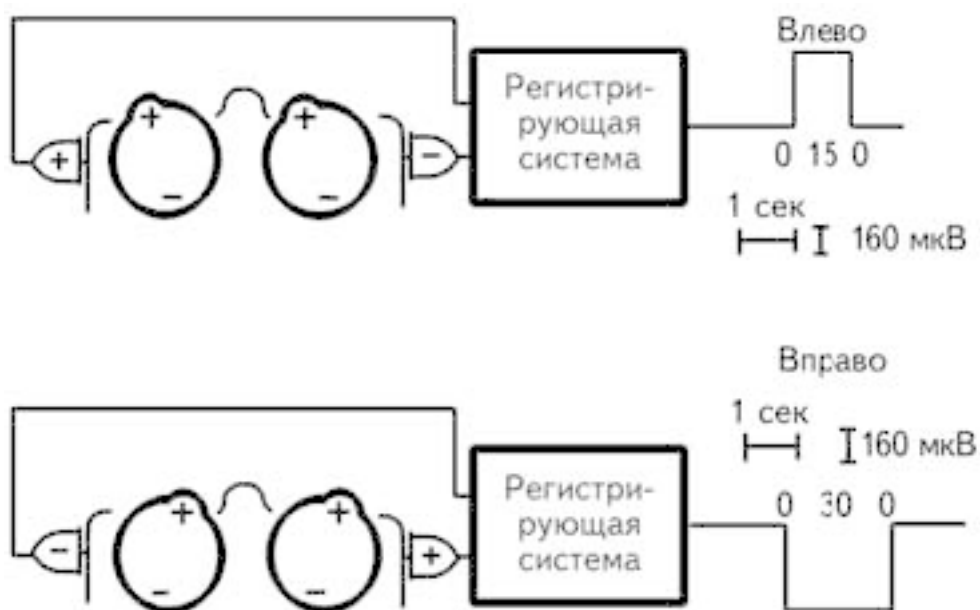 Влево
Регистри-
рующая
система
+ + + −
− −
0 15 0
1 сек
160 мкВ
Вправо
1 сек
160 мкВ
0 30 0
Регистри-
рующая
система
+ +
− +
− −